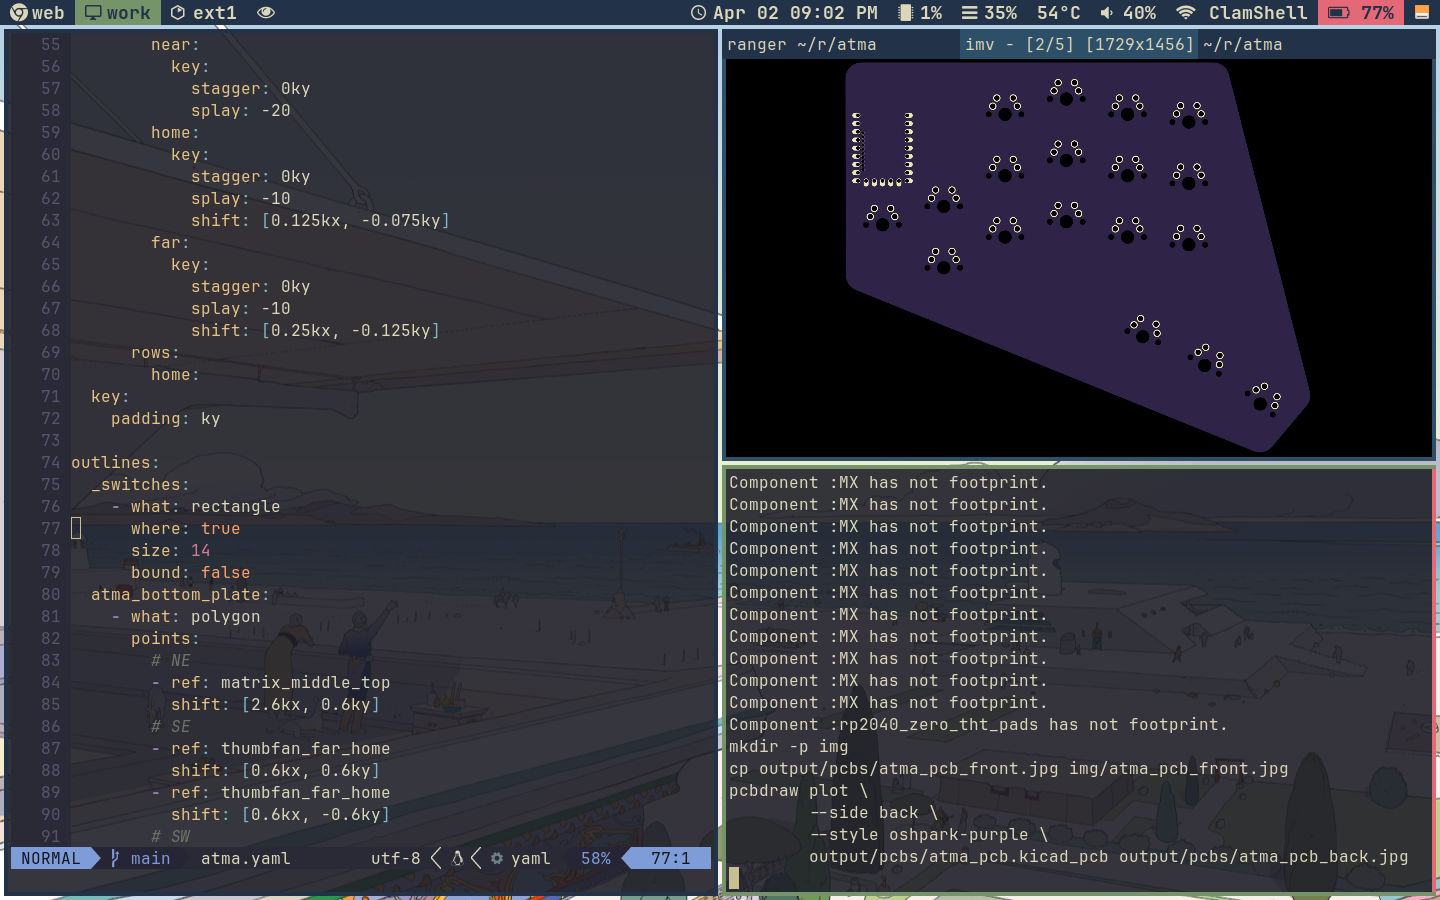 web work ext1 Apr 02 09:02 PM 1% 35% 54°C 40% ClamShell 77%
55 near:
56 key:
57 stagger: 0ky
58 splay: -20
59 home:
60 key:
61 stagger: 0ky
62 splay: -10
63 shift: [0.125kx, -0.075ky]
64 far:
65 key:
66 stagger: 0ky
67 splay: -10
68 shift: [0.25kx, -0.125ky]
69 rows:
70 home:
71 key:
72 padding: ky
73
74 outlines:
75 _switches:
76 - what: rectangle
77 where: true
78 size: 14
79 bound: false
80 atma_bottom_plate:
81 - what: polygon
82 points:
83 # NE
84 - ref: matrix_middle_top
85 shift: [2.6kx, 0.6ky]
86 # SE
87 - ref: thumbfan_far_home
88 shift: [0.6kx, 0.6ky]
89 - ref: thumbfan_far_home
90 shift: [0.6kx, -0.6ky]
91 # SW
NORMAL main atma.yaml utf-8 yaml 58% 77:1
ranger ~/r/atma imv - [2/5] [1729x1456] ~/r/atma
Component :MX has not footprint.
Component :MX has not footprint.
Component :MX has not footprint.
Component :MX has not footprint.
Component :MX has not footprint.
Component :MX has not footprint.
Component :MX has not footprint.
Component :MX has not footprint.
Component :MX has not footprint.
Component :MX has not footprint.
Component :MX has not footprint.
Component :rp2040_zero_tht_pads has not footprint.
mkdir -p img
cp output/pcbs/atma_pcb_front.jpg img/atma_pcb_front.jpg
pcbdraw plot \
--side back \
--style oshpark-purple \
output/pcbs/atma_pcb.kicad_pcb output/pcbs/atma_pcb_back.jpg